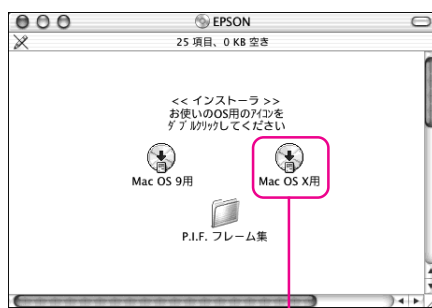 EPSON
25 項目、0 KB 空き
<< インストーラ >>
お使いのOS用のｱｲｺﾝを
ﾀﾞﾌﾞﾙｸﾘｯｸしてください
Mac OS 9用
Mac OS X用
P.I.F. フレーム集